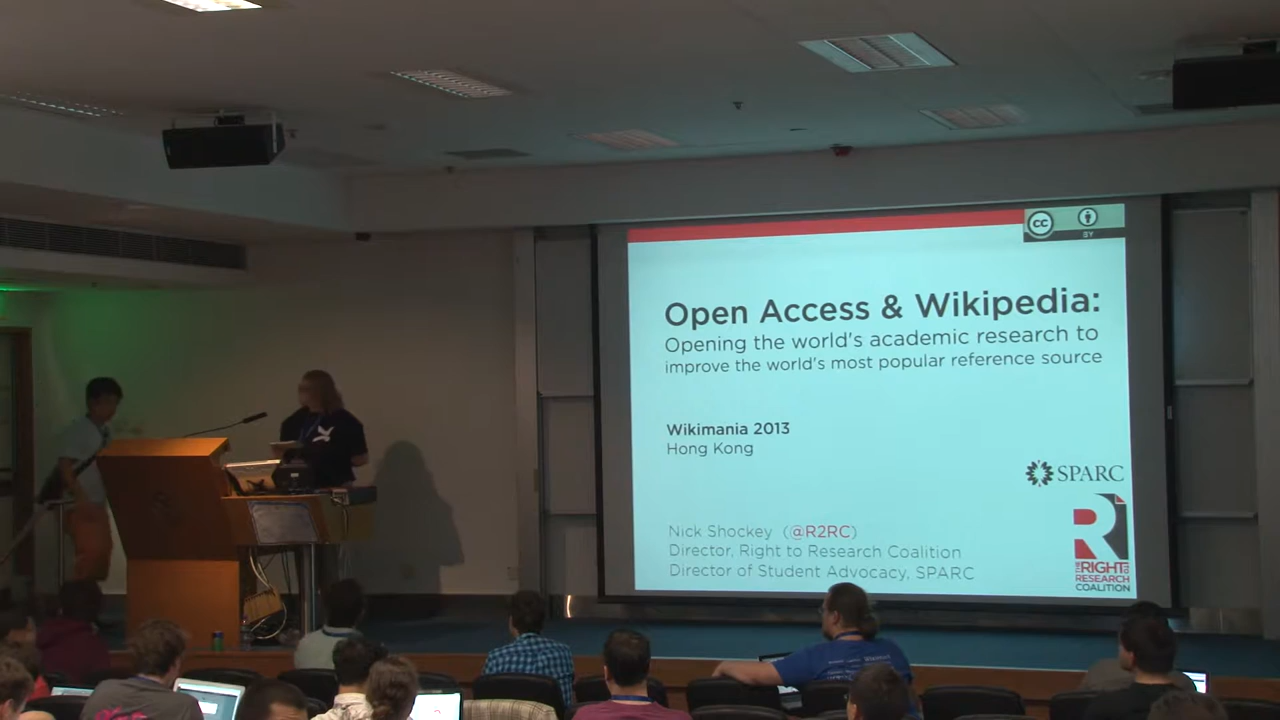 cc
BY
Open Access & Wikipedia:
Opening the world's academic research to
improve the world's most popular reference source
Wikimania 2013
Hong Kong
SPARC
Nick Shockey (@R2RC)
Director, Right to Research Coalition
Director of Student Advocacy, SPARC
R
THE RIGHT TO
RESEARCH
COALITION